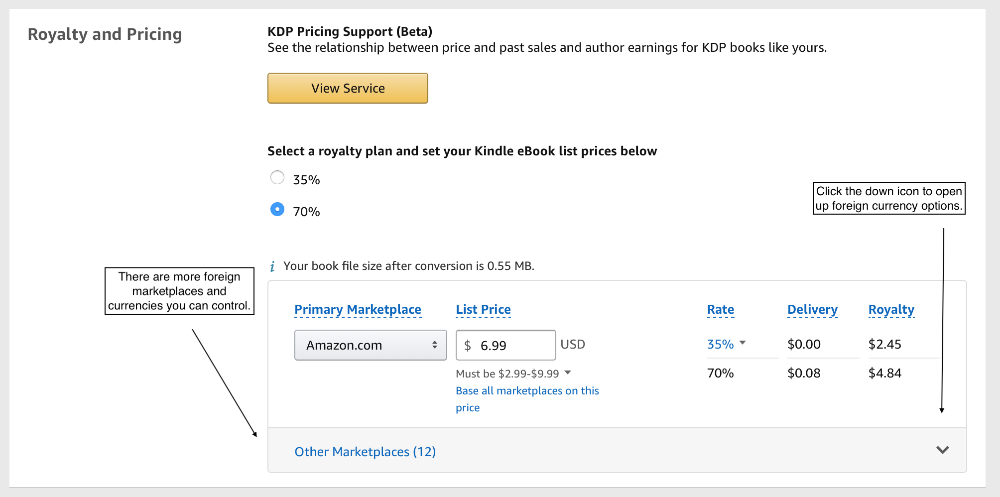 Royalty and Pricing
KDP Pricing Support (Beta)
See the relationship between price and past sales and author earnings for KDP books like yours.
View Service
Select a royalty plan and set your Kindle eBook list prices below
35%
70%
Click the down icon to open
up foreign currency options.
There are more foreign
marketplaces and
currencies you can control.
i Your book file size after conversion is 0.55 MB.
Primary Marketplace List Price Rate Delivery Royalty
Amazon.com $ 6.99 USD 35% $0.00 $2.45
Must be $2.99-$9.99 70% $0.08 $4.84
Base all marketplaces on this
price
Other Marketplaces (12)